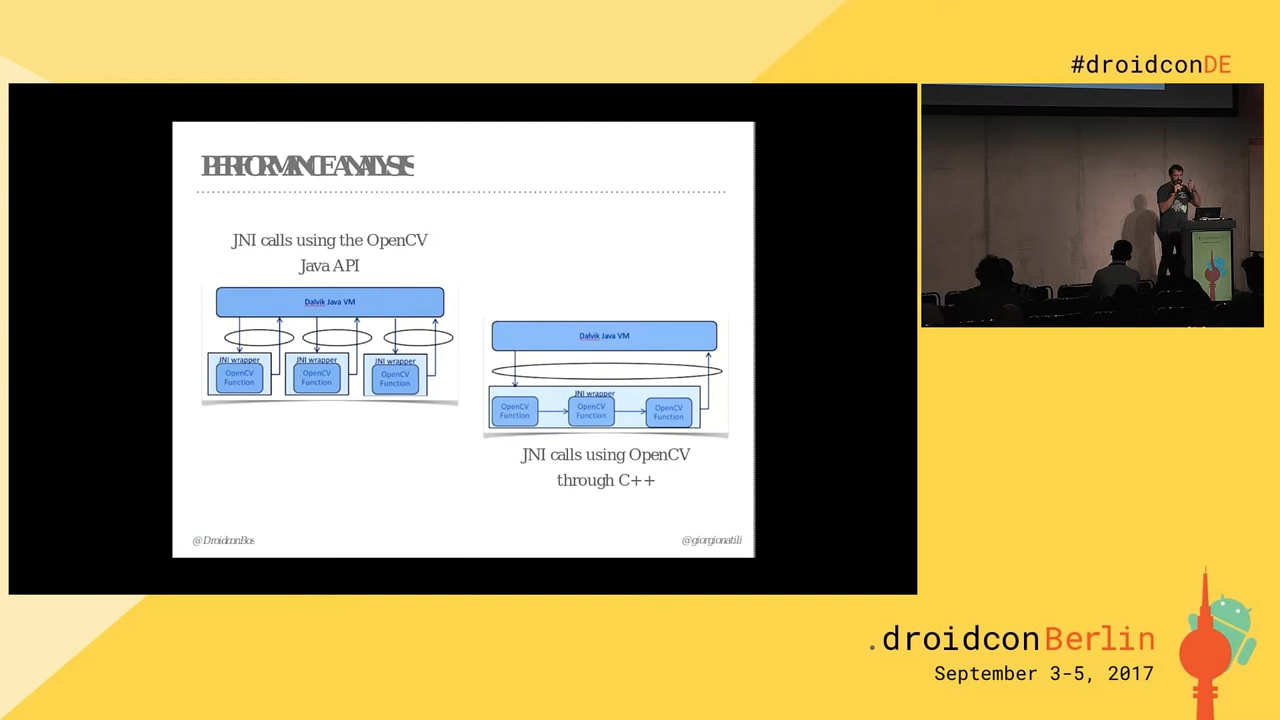 #droidconDE
PERFORMANCE ANALYSIS
JNI calls using the OpenCV
Java API
Dalvik Java VM
JNI wrapper
OpenCV
Function
JNI wrapper
OpenCV
Function
JNI wrapper
OpenCV
Function
Dalvik Java VM
JNI wrapper
OpenCV
Function
OpenCV
Function
OpenCV
Function
JNI calls using OpenCV
through C++
@DroidconBos
@giorgionatili
.droidconBerlin
September 3-5, 2017